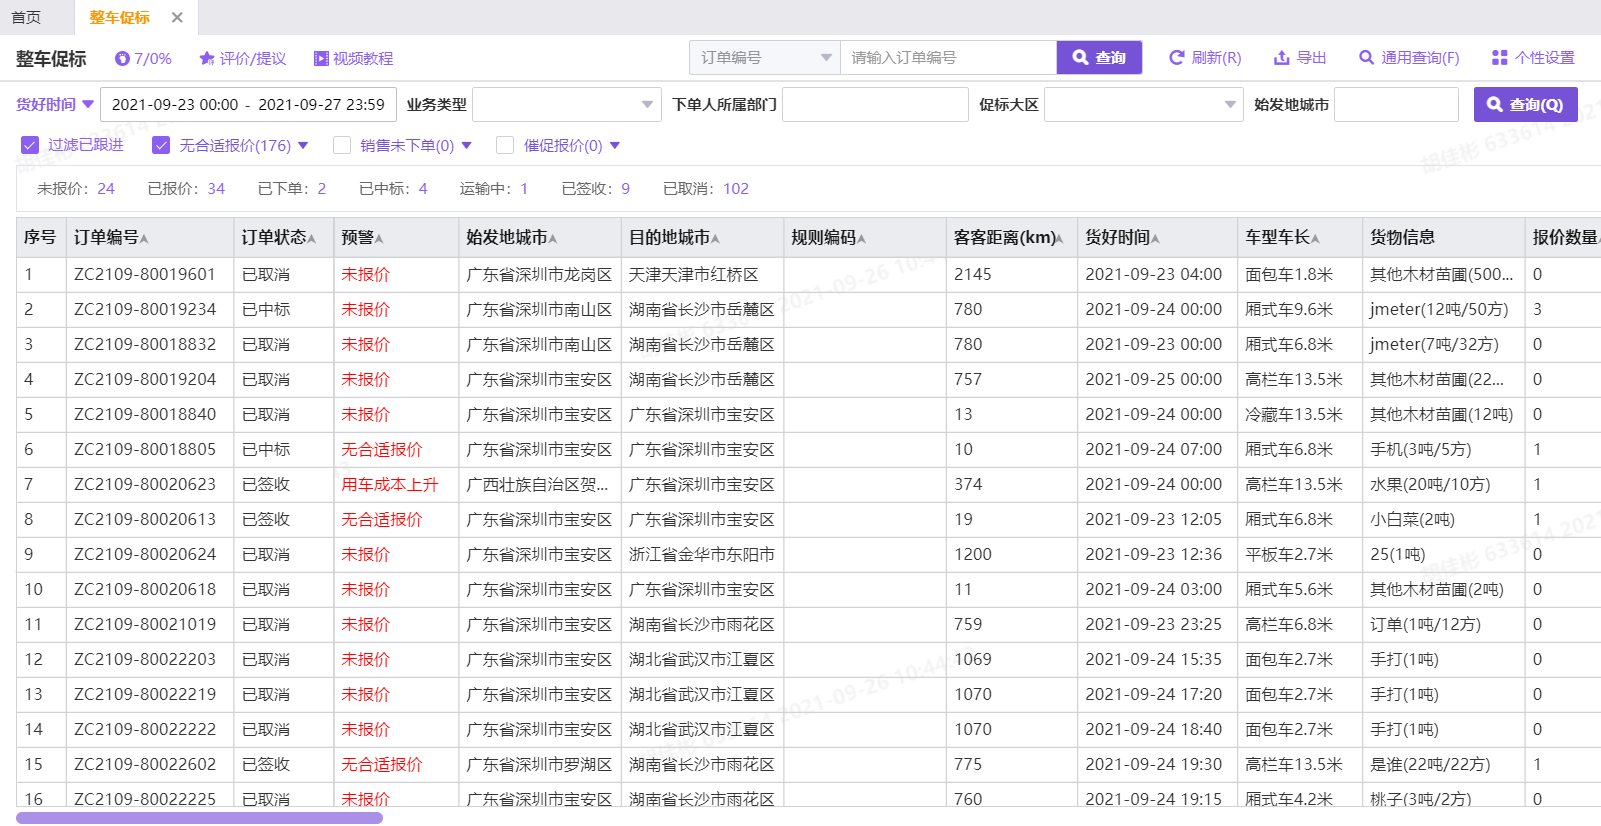 首页 整车促标
整车促标 7/0% 评价/提议 视频教程 订单编号 请输入订单编号 查询 刷新(R) 导出 通用查询(F) 个性设置
货好时间 2021-09-23 00:00 - 2021-09-27 23:59 业务类型 下单人所属部门 促标大区 始发地城市 查询(Q)
过滤已跟进 无合适报价(176) 销售未下单(0) 催促报价(0)
未报价：24 已报价：34 已下单：2 已中标：4 运输中：1 已签收：9 已取消：102
序号 订单编号 订单状态 预警 始发地城市 目的地城市 规则编码 客客距离(km) 货好时间 车型车长 货物信息 报价数量
1 ZC2109-80019601 已取消 未报价 广东省深圳市龙岗区 天津天津市红桥区 2145 2021-09-23 04:00 面包车1.8米 其他木材苗圃(500... 0
2 ZC2109-80019234 已中标 未报价 广东省深圳市南山区 湖南省长沙市岳麓区 780 2021-09-24 00:00 厢式车9.6米 jmeter(12吨/50方) 3
3 ZC2109-80018832 已取消 未报价 广东省深圳市南山区 湖南省长沙市岳麓区 780 2021-09-23 00:00 厢式车6.8米 jmeter(7吨/32方) 0
4 ZC2109-80019204 已取消 未报价 广东省深圳市宝安区 湖南省长沙市岳麓区 757 2021-09-25 00:00 高栏车13.5米 其他木材苗圃(22... 0
5 ZC2109-80018840 已取消 未报价 广东省深圳市宝安区 广东省深圳市宝安区 13 2021-09-24 00:00 冷藏车13.5米 其他木材苗圃(12吨) 0
6 ZC2109-80018805 已中标 无合适报价 广东省深圳市宝安区 广东省深圳市宝安区 10 2021-09-24 07:00 厢式车6.8米 手机(3吨/5方) 1
7 ZC2109-80020623 已签收 用车成本上升 广西壮族自治区贺... 广东省深圳市宝安区 374 2021-09-24 00:00 高栏车13.5米 水果(20吨/10方) 1
8 ZC2109-80020613 已签收 无合适报价 广东省深圳市宝安区 广东省深圳市宝安区 19 2021-09-23 12:05 厢式车6.8米 小白菜(2吨) 1
9 ZC2109-80020624 已取消 未报价 广东省深圳市宝安区 浙江省金华市东阳市 1200 2021-09-23 12:36 平板车2.7米 25(1吨) 0
10 ZC2109-80020618 已取消 未报价 广东省深圳市宝安区 广东省深圳市宝安区 11 2021-09-24 03:00 厢式车5.6米 其他木材苗圃(2吨) 0
11 ZC2109-80021019 已取消 未报价 广东省深圳市宝安区 湖南省长沙市雨花区 759 2021-09-23 23:25 高栏车6.8米 订单(1吨/12方) 0
12 ZC2109-80022203 已取消 未报价 广东省深圳市宝安区 湖北省武汉市江夏区 1069 2021-09-24 15:35 面包车2.7米 手打(1吨) 0
13 ZC2109-80022219 已取消 未报价 广东省深圳市宝安区 湖北省武汉市江夏区 1070 2021-09-24 17:20 面包车2.7米 手打(1吨) 0
14 ZC2109-80022222 已取消 未报价 广东省深圳市宝安区 湖北省武汉市江夏区 1070 2021-09-24 18:40 面包车2.7米 手打(1吨) 0
15 ZC2109-80022602 已签收 无合适报价 广东省深圳市罗湖区 湖南省长沙市雨花区 775 2021-09-24 19:30 高栏车13.5米 是谁(22吨/22方) 1
16 ZC2109-80022225 已取消 未报价 广东省深圳市宝安区 湖南省长沙市雨花区 760 2021-09-24 19:15 厢式车4.2米 桃子(3吨/2方) 0